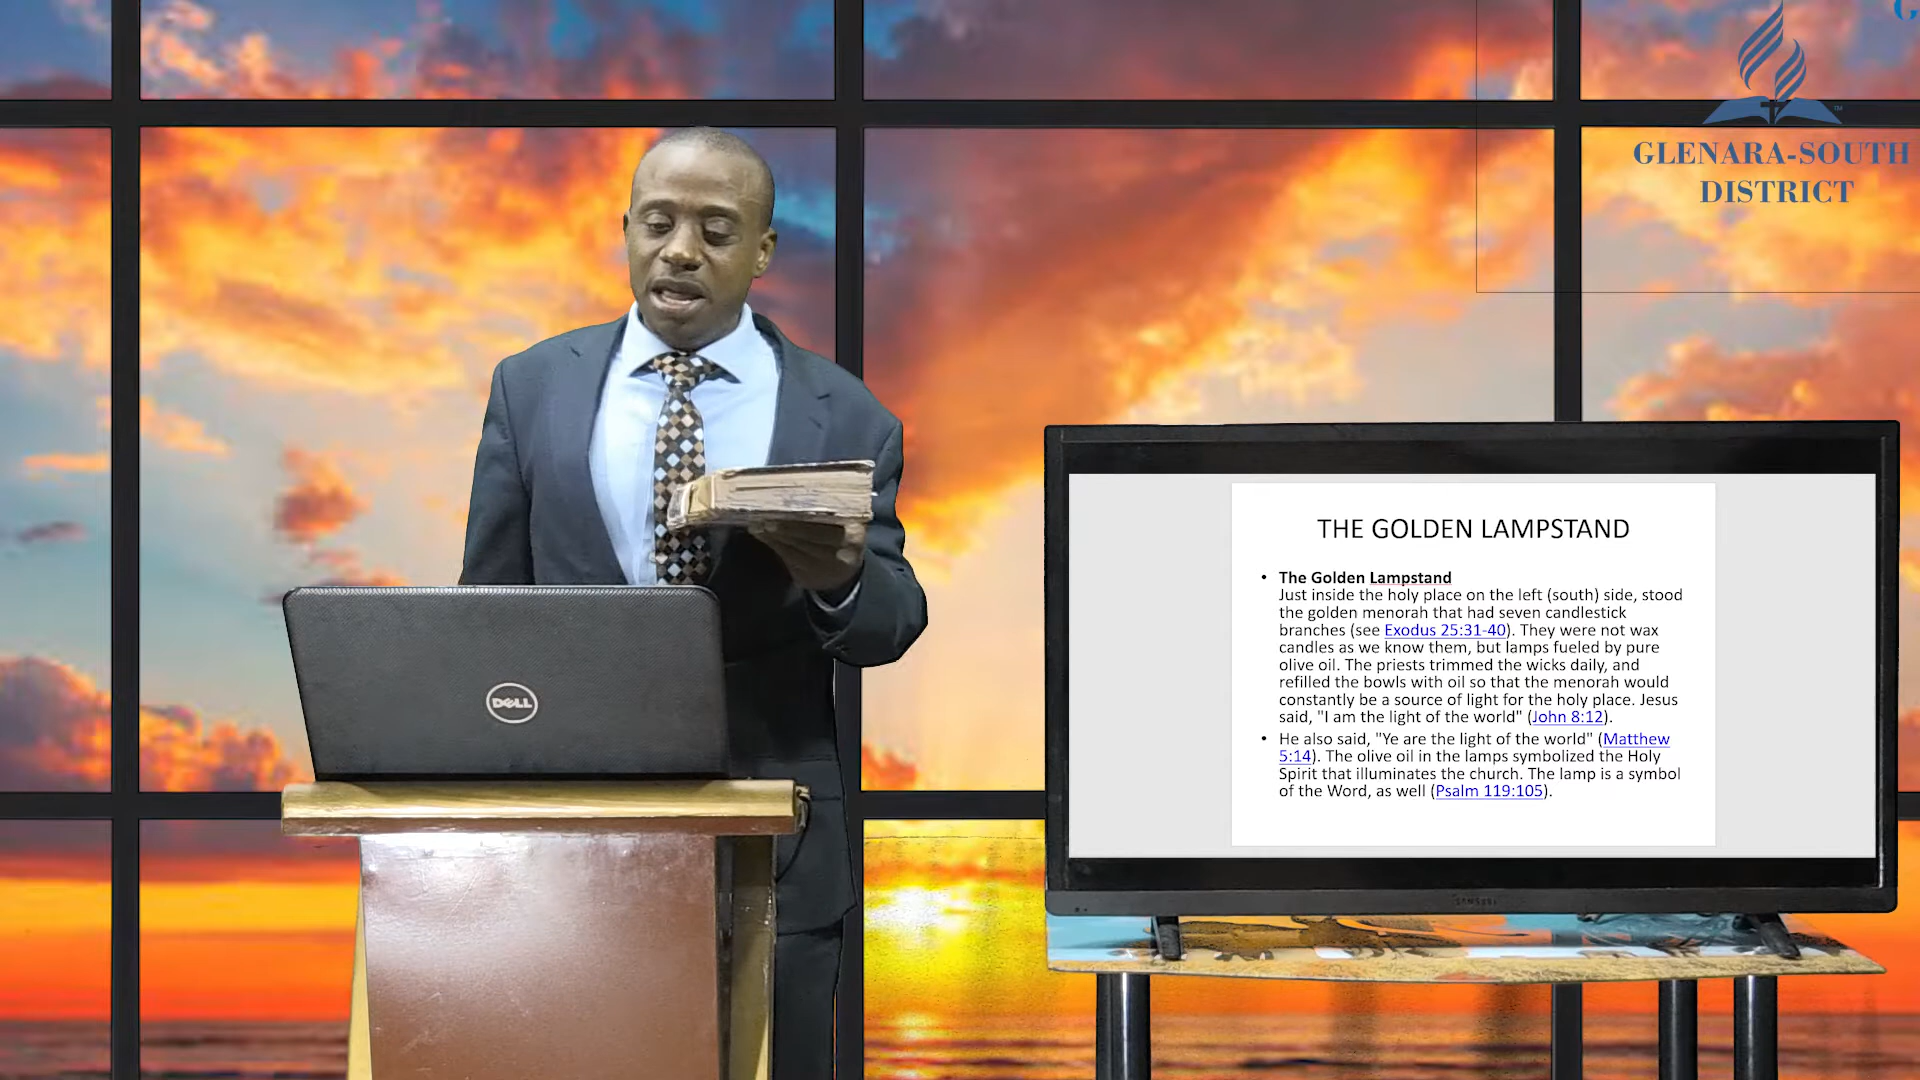 G
GLENARA-SOUTH
DISTRICT
TM
THE GOLDEN LAMPSTAND
• The Golden Lampstand
Just inside the holy place on the left (south) side, stood
the golden menorah that had seven candlestick
branches (see Exodus 25:31-40). They were not wax
candles as we know them, but lamps fueled by pure
olive oil. The priests trimmed the wicks daily, and
refilled the bowls with oil so that the menorah would
constantly be a source of light for the holy place. Jesus
said, "I am the light of the world" (John 8:12).
• He also said, "Ye are the light of the world" (Matthew
5:14). The olive oil in the lamps symbolized the Holy
Spirit that illuminates the church. The lamp is a symbol
of the Word, as well (Psalm 119:105).
DELL
SAMSUNG